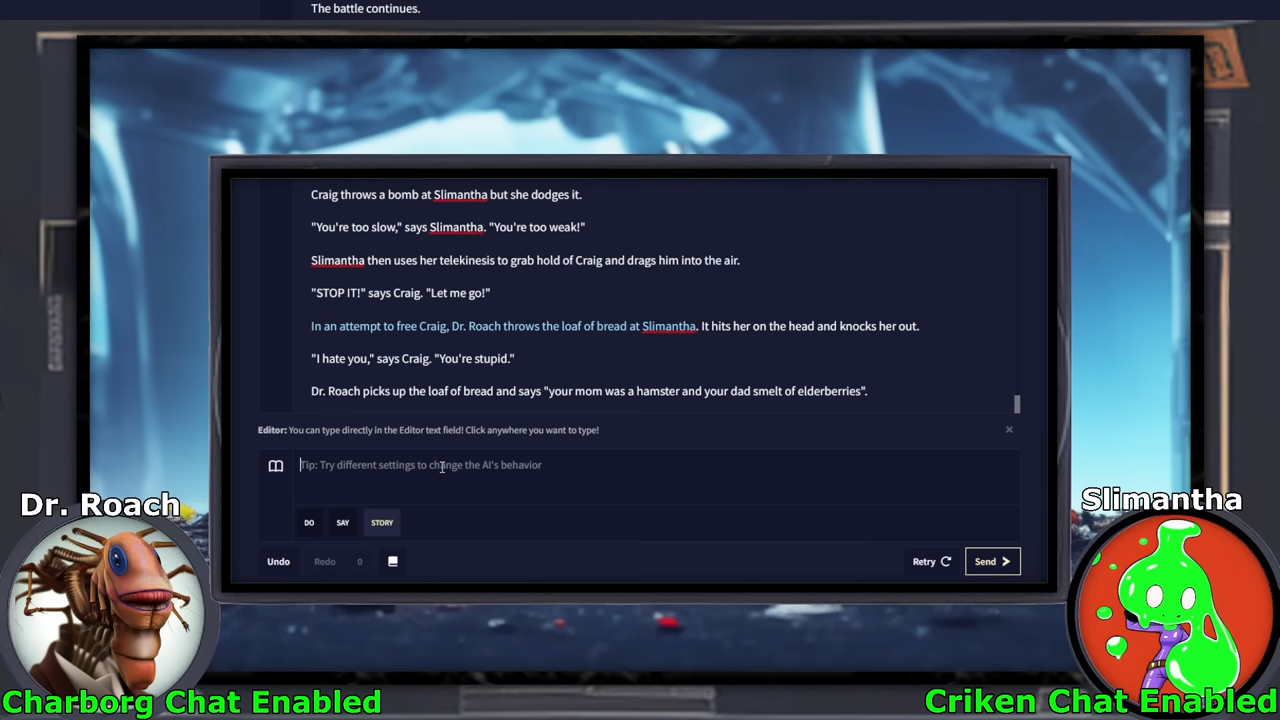 The battle continues.
Craig throws a bomb at Slimantha but she dodges it.
"You're too slow," says Slimantha. "You're too weak!"
Slimantha then uses her telekinesis to grab hold of Craig and drags him into the air.
"STOP IT!" says Craig. "Let me go!"
In an attempt to free Craig, Dr. Roach throws the loaf of bread at Slimantha. It hits her on the head and knocks her out.
"I hate you," says Craig. "You're stupid."
Dr. Roach picks up the loaf of bread and says "your mom was a hamster and your dad smelt of elderberries".
Editor: You can type directly in the Editor text field! Click anywhere you want to type!
Tip: Try different settings to change the AI's behavior
DO SAY STORY
Undo Redo 0 Retry Send
Dr. Roach
Slimantha
Charborg Chat Enabled
Criken Chat Enabled